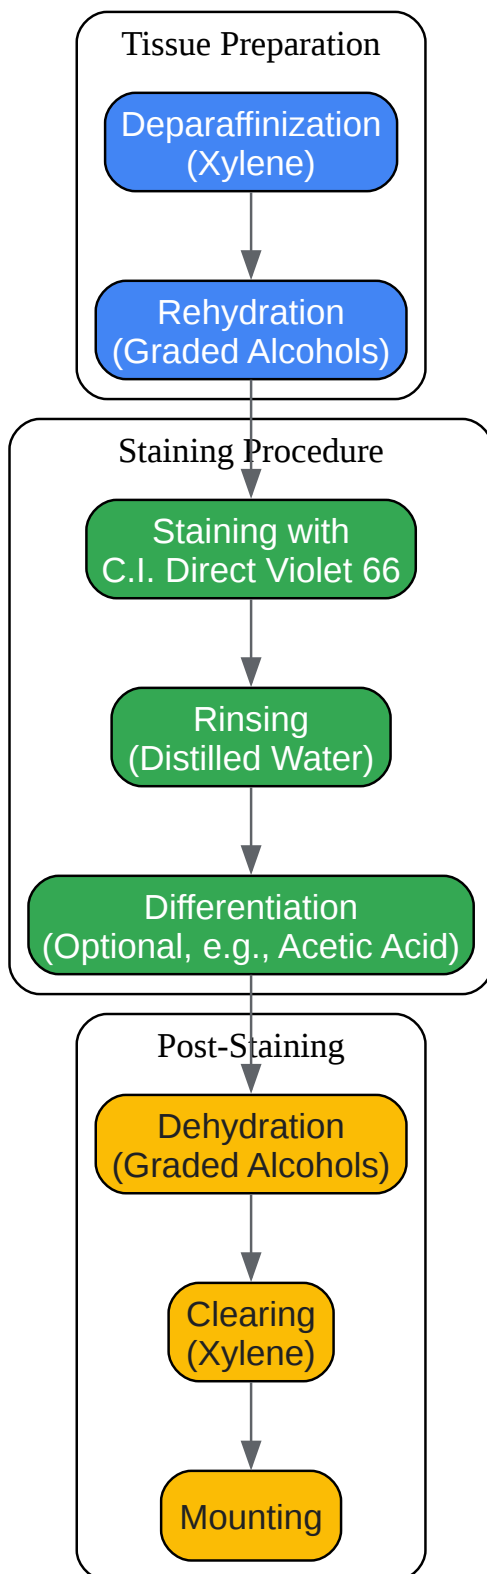 Tissue Preparation
Deparaffinization
(Xylene)
Rehydration
(Graded Alcohols)
Staining Procedure
Staining with
C.I. Direct Violet 66
Rinsing
(Distilled Water)
Differentiation
(Optional, e.g., Acetic Acid)
Post-Staining
Dehydration
(Graded Alcohols)
Clearing
(Xylene)
Mounting